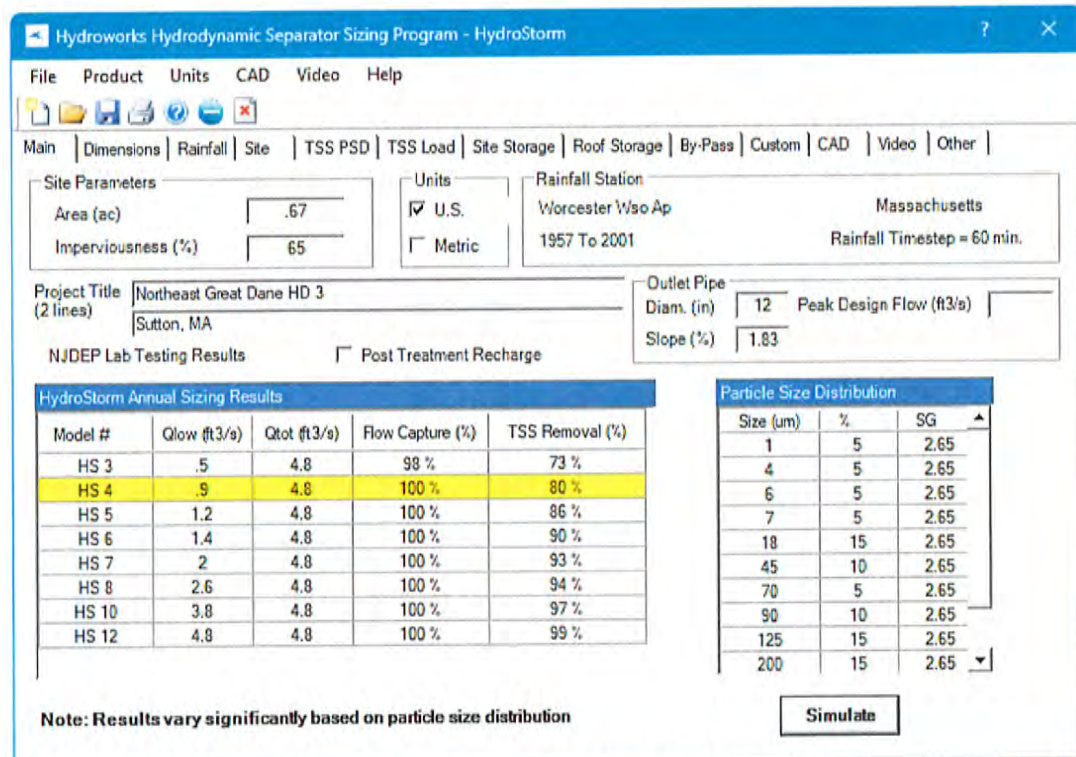 Hydroworks Hydrodynamic Separator Sizing Program - HydroStorm ? ×
File Product Units CAD Video Help
Main Dimensions Rainfall Site TSS PSD TSS Load Site Storage Roof Storage By-Pass Custom CAD Video Other
Site Parameters Units Rainfall Station
Area (ac) .67 U.S. Worcester Wso Ap Massachusetts
Imperviousness (%) 65 Metric 1957 To 2001 Rainfall Timestep = 60 min.
Project Title Northeast Great Dane HD 3 Outlet Pipe
(2 lines) Sutton, MA Diam. (in) 12 Peak Design Flow (ft3/s)
NJDEP Lab Testing Results Post Treatment Recharge Slope (%) 1.83
HydroStorm Annual Sizing Results Particle Size Distribution
Model # Qlow (ft3/s) Qtot (ft3/s) Flow Capture (%) TSS Removal (%) Size (um) % SG
HS 3 .5 4.8 98 % 73 % 1 5 2.65
HS 4 .9 4.8 100 % 80 % 4 5 2.65
HS 5 1.2 4.8 100 % 86 % 6 5 2.65
HS 6 1.4 4.8 100 % 90 % 7 5 2.65
HS 7 2 4.8 100 % 93 % 18 15 2.65
HS 8 2.6 4.8 100 % 94 % 45 10 2.65
HS 10 3.8 4.8 100 % 97 % 70 5 2.65
HS 12 4.8 4.8 100 % 99 % 90 10 2.65
125 15 2.65
200 15 2.65
Note: Results vary significantly based on particle size distribution Simulate